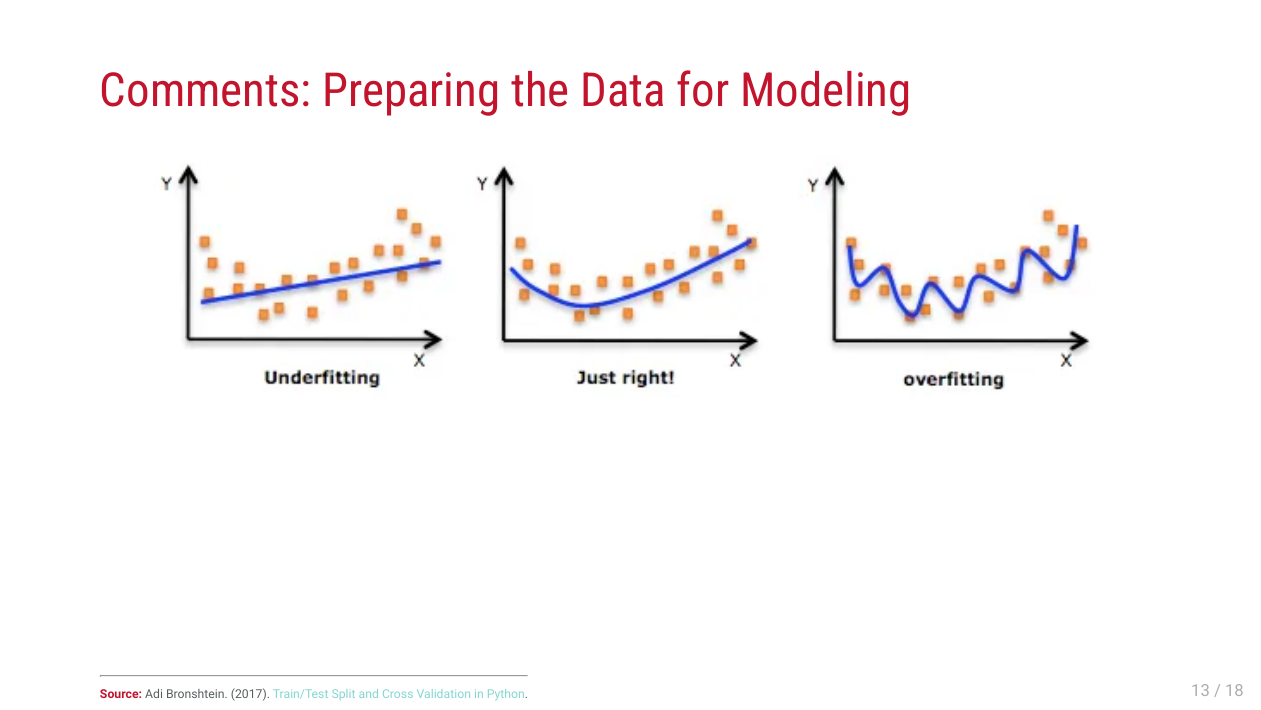 Comments: Preparing the Data for Modeling
Y
X
Underfitting
Y
X
Just right!
Y
X
overfitting
Source: Adi Bronshtein. (2017). Train/Test Split and Cross Validation in Python.
13 / 18